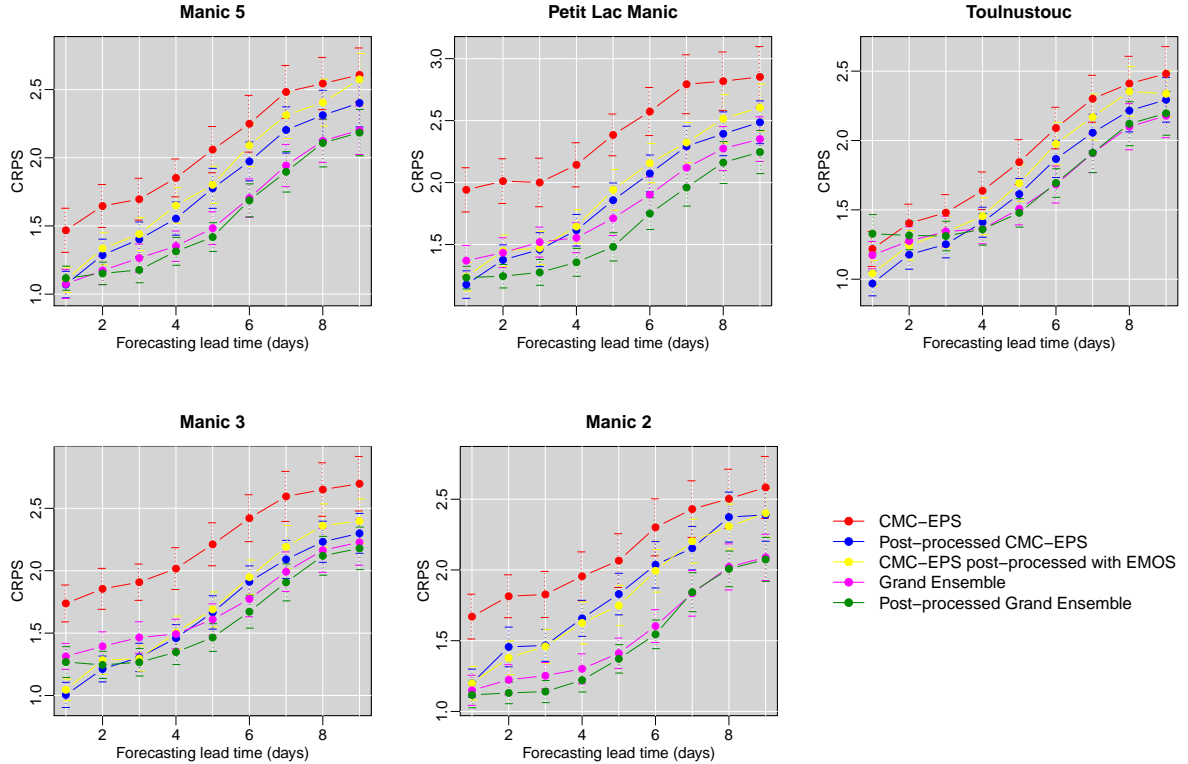 Manic 5
CRPS
1.0 1.5 2.0 2.5
2 4 6 8
Forecasting lead time (days)
Petit Lac Manic
CRPS
1.5 2.0 2.5 3.0
2 4 6 8
Forecasting lead time (days)
Toulnustouc
CRPS
1.0 1.5 2.0 2.5
2 4 6 8
Forecasting lead time (days)
Manic 3
CRPS
1.0 1.5 2.0 2.5
2 4 6 8
Forecasting lead time (days)
Manic 2
CRPS
1.0 1.5 2.0 2.5
2 4 6 8
Forecasting lead time (days)
CMC−EPS
Post−processed CMC−EPS
CMC−EPS post−processed with EMOS
Grand Ensemble
Post−processed Grand Ensemble